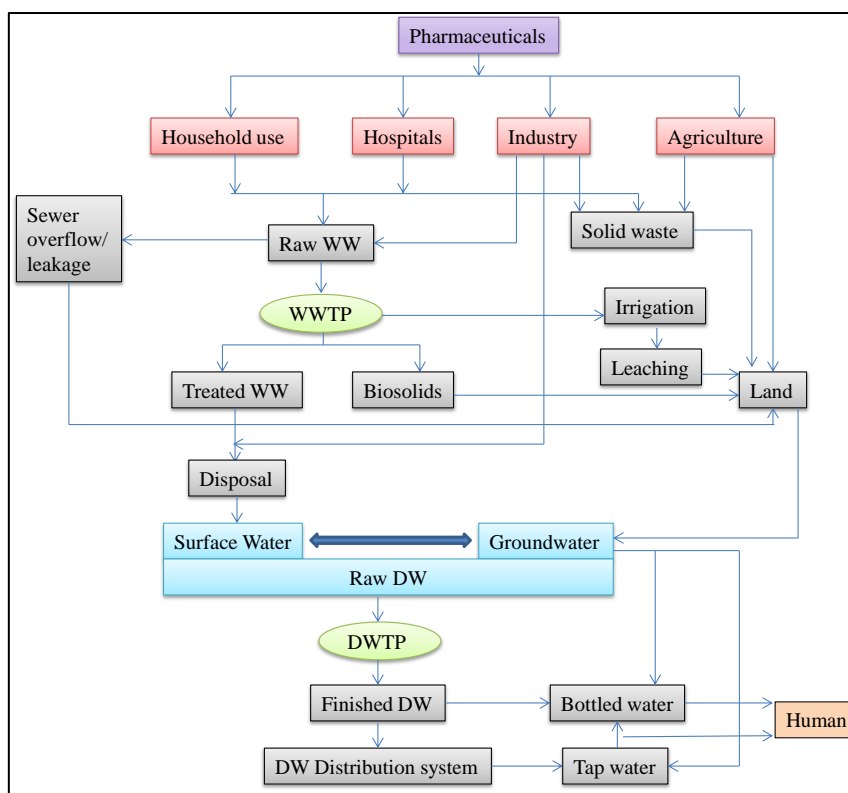 Pharmaceuticals
Household use
Hospitals
Industry
Agriculture
Sewer
overflow/
leakage
Raw WW
Solid waste
WWTP
Irrigation
Leaching
Treated WW
Biosolids
Land
Disposal
Surface Water
Groundwater
Raw DW
DWTP
Finished DW
Bottled water
Human
DW Distribution system
Tap water